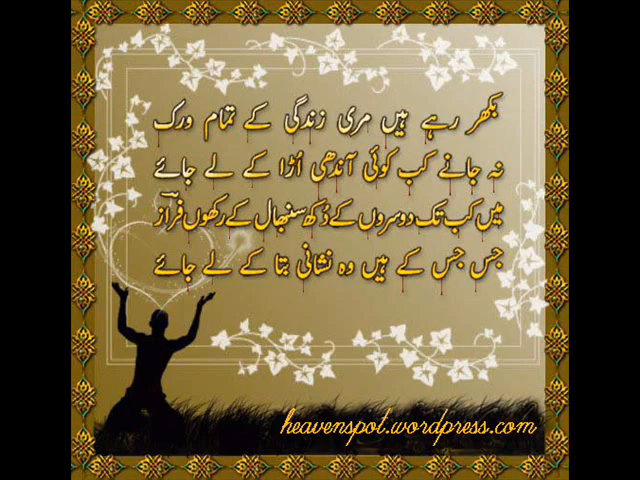 بکھر رہے ہیں مری زندگی کے تمام ورک
نہ جانے کب کوئی آندھی اُڑا کے لے جائے
میں کب تک دوسروں کے دُکھ سنبھال کے رکھوں فرازؔ
جس جس کے ہیں وہ نشانی بتا کے لے جائے
heavenspot.wordpress.com